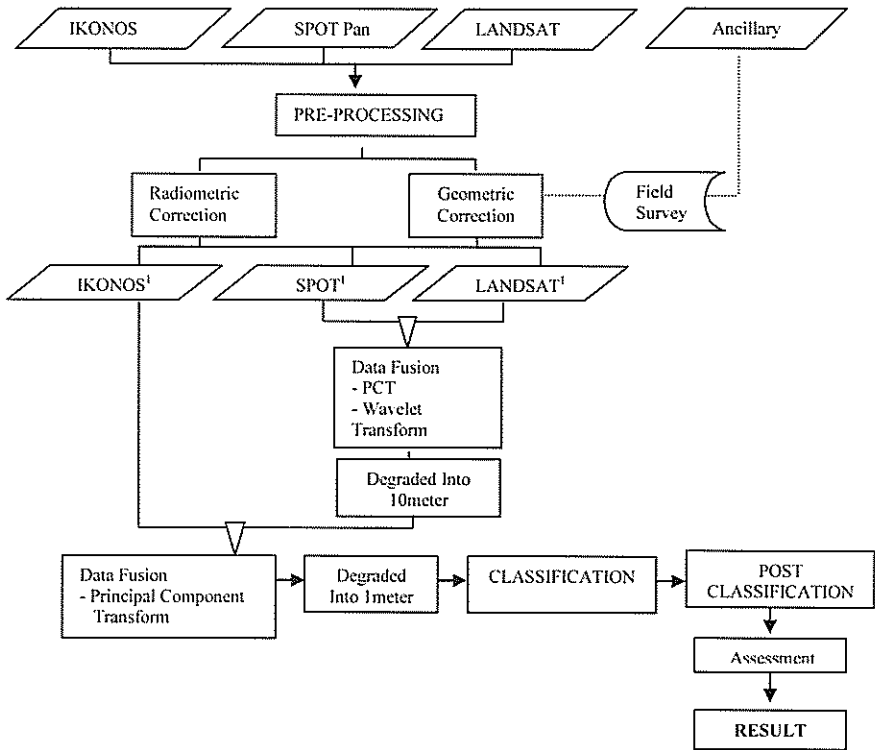 IKONOS
SPOT Pan
LANDSAT
Ancillary
PRE-PROCESSING
Radiometric
Correction
Geometric
Correction
Field
Survey
IKONOS¹
SPOT¹
LANDSAT¹
Data Fusion
- PCT
- Wavelet
Transform
Degraded Into
10meter
Data Fusion
- Principal Component
Transform
Degraded
Into 1meter
CLASSIFICATION
POST
CLASSIFICATION
Assessment
RESULT